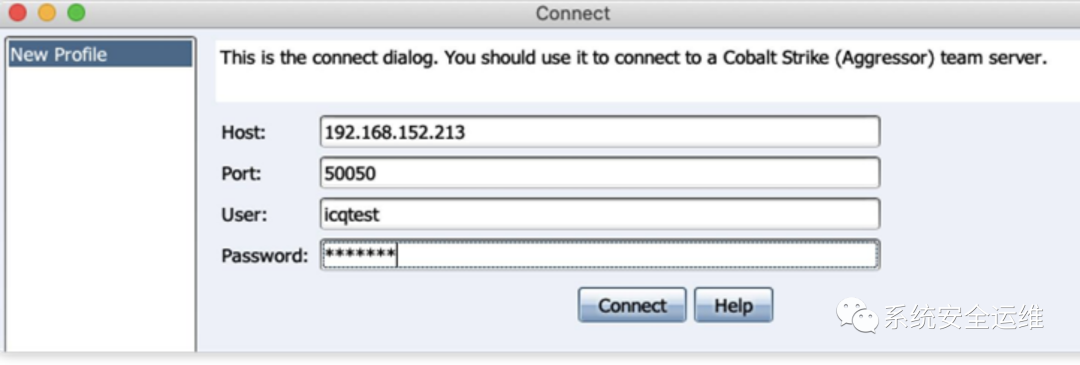 Connect
New Profile
This is the connect dialog. You should use it to connect to a Cobalt Strike (Aggressor) team server.
Host: 192.168.152.213
Port: 50050
User: icqtest
Password: *******
Connect Help
系统安全运维